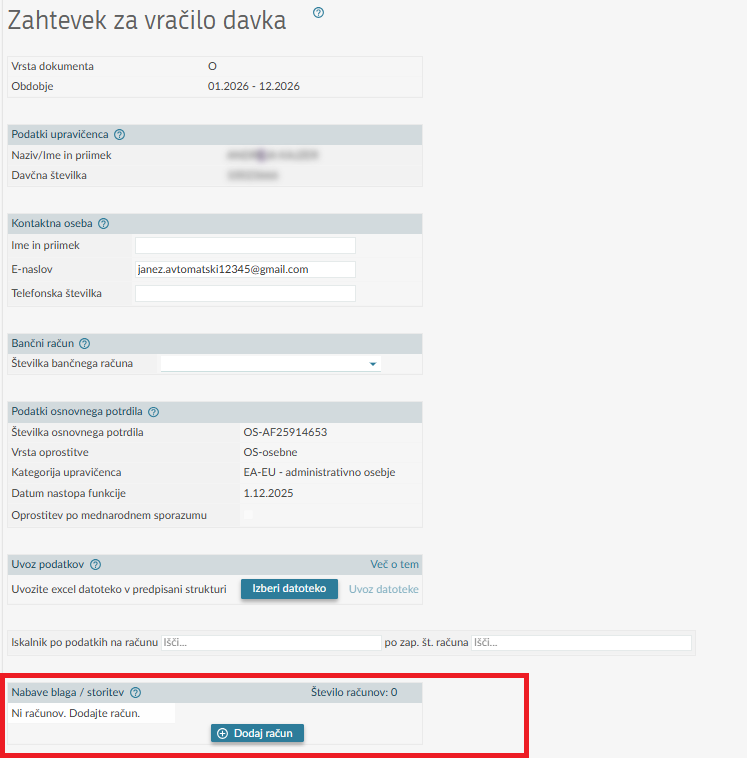 Zahtevek za vračilo davka
Vrsta dokumenta O
Obdobje 01.2026 - 12.2026
Podatki upravičenca
Naziv/Ime in priimek
Davčna številka
Kontaktna oseba
Ime in priimek
E-naslov janez.avtomatski12345@gmail.com
Telefonska številka
Bančni račun
Številka bančnega računa
Podatki osnovnega potrdila
Številka osnovnega potrdila OS-AF25914653
Vrsta oprostitve OS-osebne
Kategorija upravičenca EA-EU - administrativno osebje
Datum nastopa funkcije 1.12.2025
Oprostitev po mednarodnem sporazumu
Uvoz podatkov Več o tem
Uvozite excel datoteko v predpisani strukturi Izberi datoteko Uvoz datoteke
Iskalnik po podatkih na računu Išči... po zap. št. računa Išči...
Nabave blaga / storitev Število računov: 0
Ni računov. Dodajte račun.
Dodaj račun